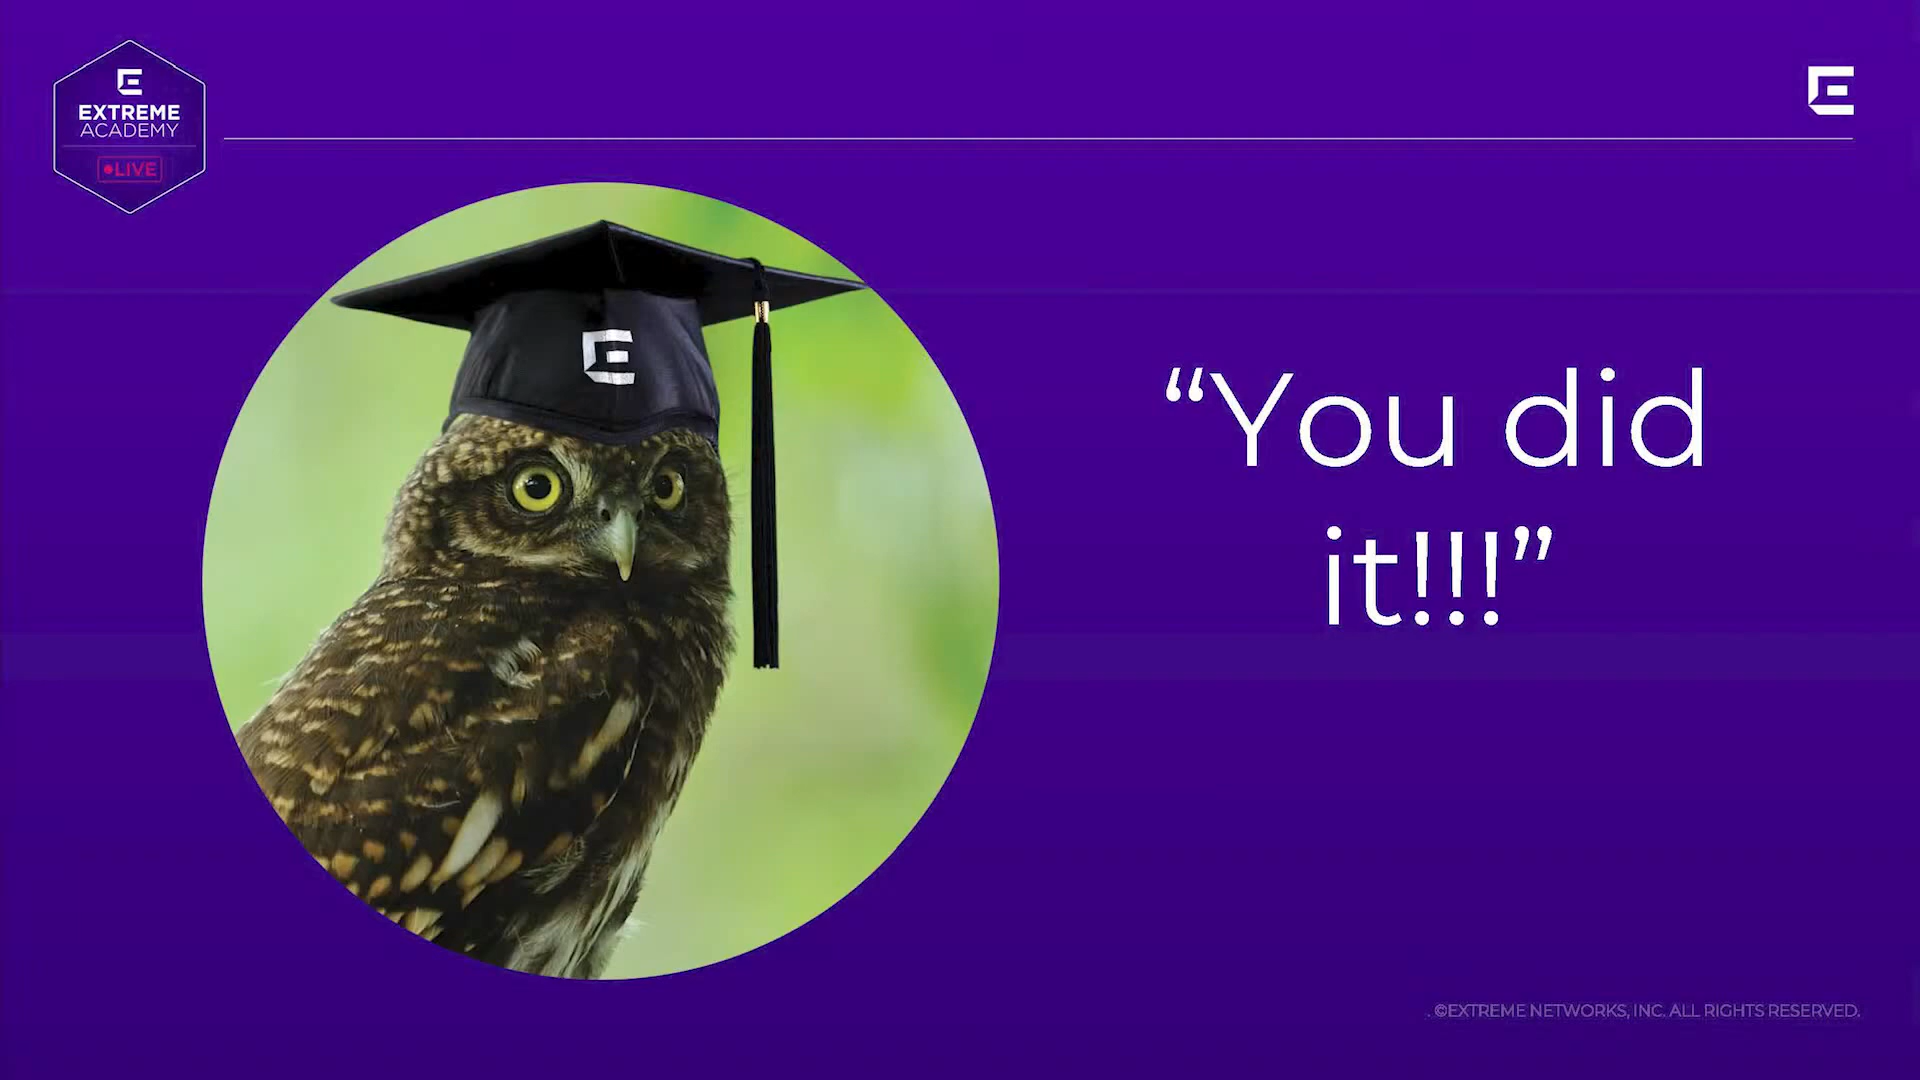 EXTREME
ACADEMY
LIVE
“You did
it!!!”
. ©EXTREME NETWORKS, INC. ALL RIGHTS RESERVED.